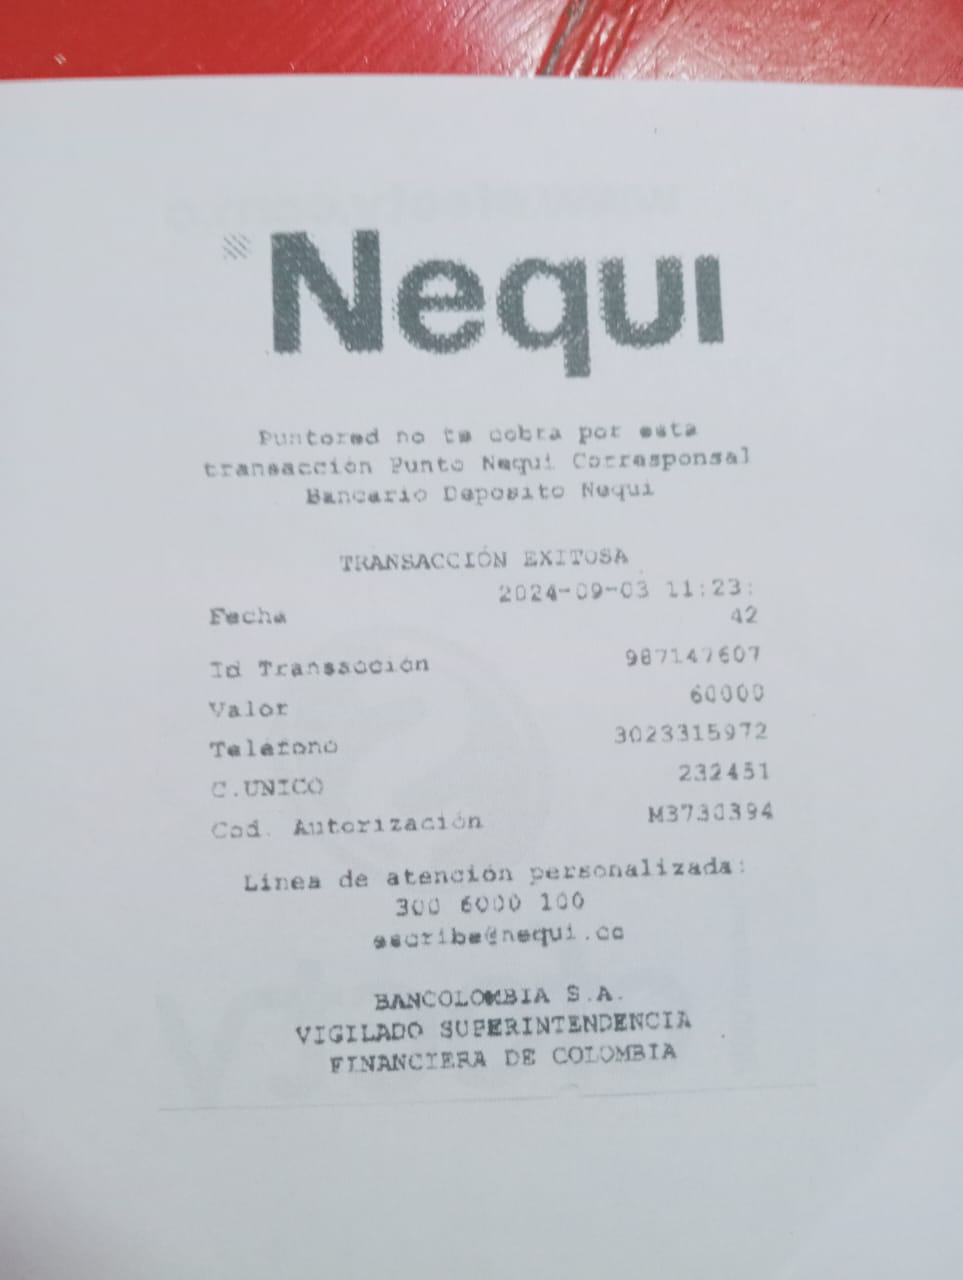 Nequi
Puntored no te cobra por esta
transacción Punto Nequi Corresponsal
Bancario Deposito Nequi
TRANSACCIÓN EXITOSA
Fecha 2024-09-03 11:23:
42
Id Transacción 987147607
Valor 60000
Teléfono 3023315972
C.UNICO 232451
Cod. Autorización M3730394
Linea de atención personalizada:
300 6000 100
escribe@nequi.co
BANCOLOMBIA S.A.
VIGILADO SUPERINTENDENCIA
FINANCIERA DE COLOMBIA